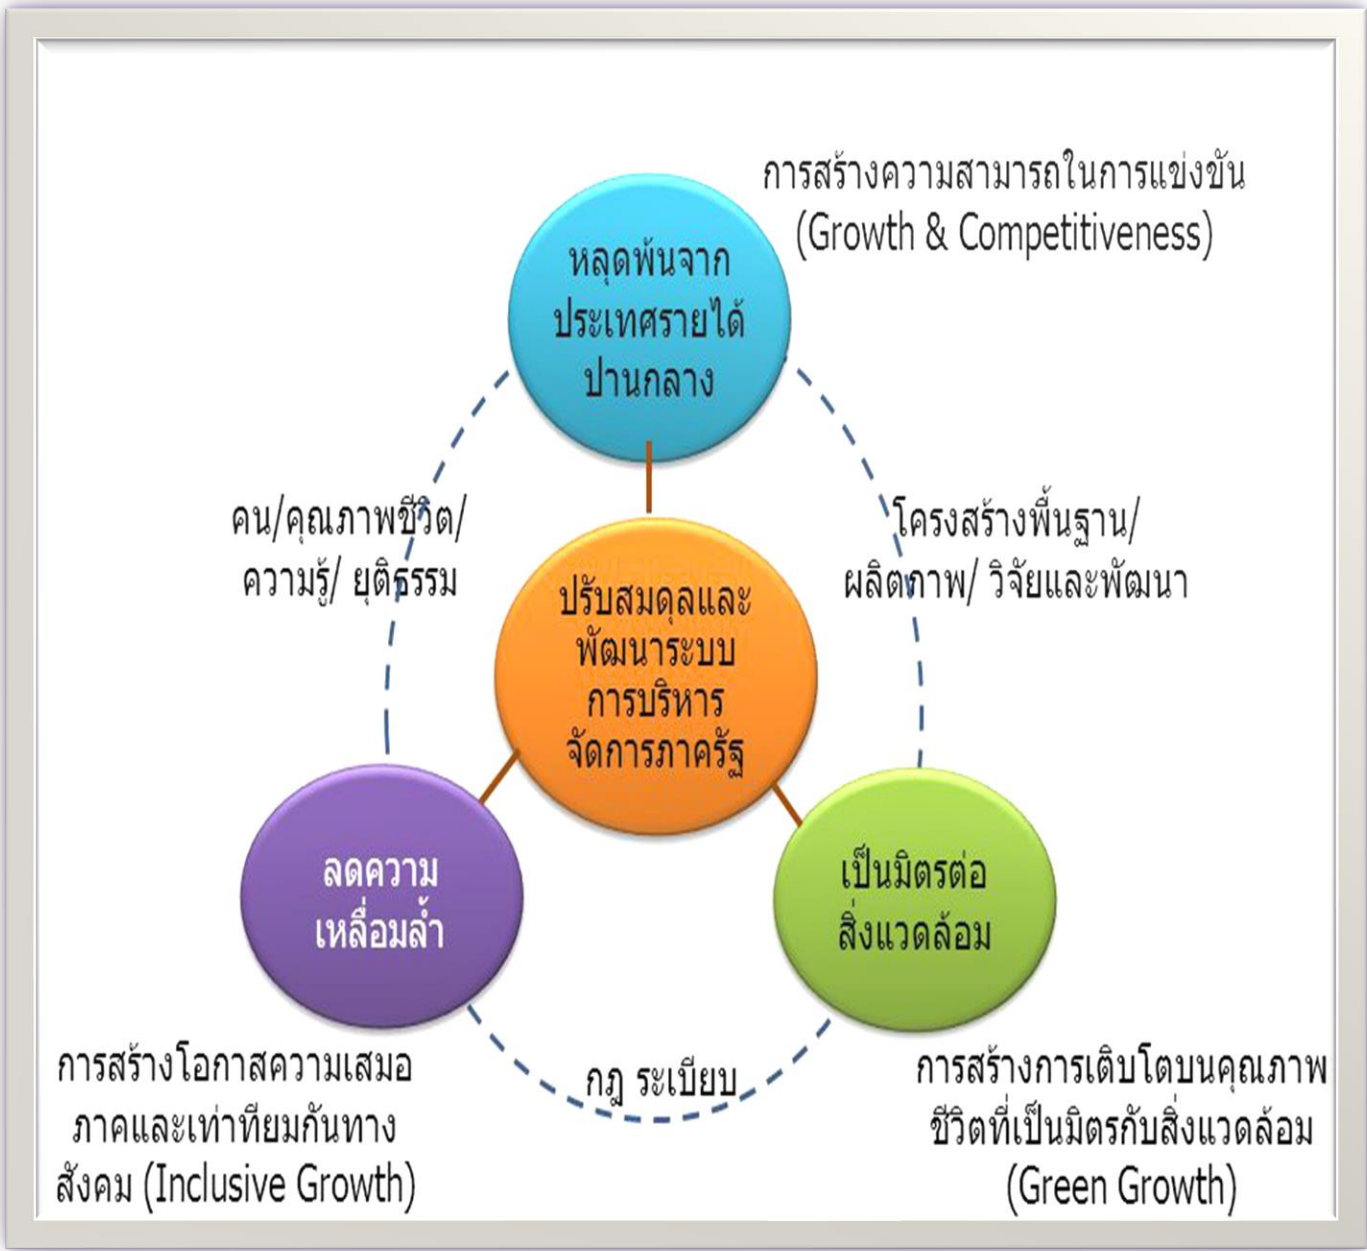 การสร้างความสามารถในการแข่งขัน
(Growth & Competitiveness)
หลุดพ้นจาก
ประเทศรายได้
ปานกลาง
คน/คุณภาพชีวิต/
ความรู้/ ยุติธรรม
โครงสร้างพื้นฐาน/
ผลิตภาพ/ วิจัยและพัฒนา
ปรับสมดุลและ
พัฒนาระบบ
การบริหาร
จัดการภาครัฐ
ลดความ
เหลื่อมล้ำ
เป็นมิตรต่อ
สิ่งแวดล้อม
การสร้างโอกาสความเสมอ
ภาคและเท่าทียมกันทาง
สังคม (Inclusive Growth)
กฎ ระเบียบ
การสร้างการเติบโตบนคุณภาพ
ชีวิตที่เป็นมิตรกับสิ่งแวดล้อม
(Green Growth)